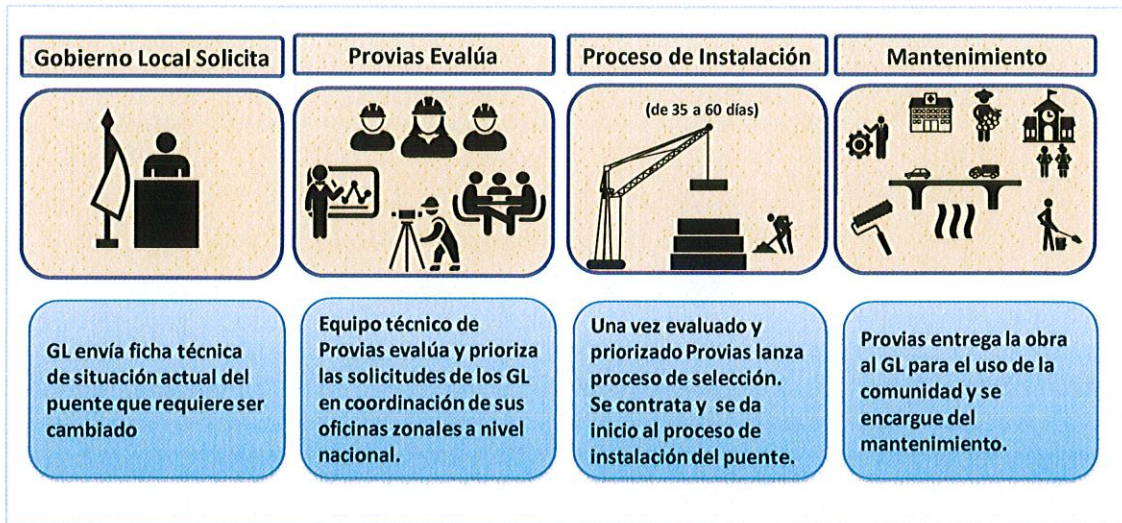 Gobierno Local Solicita
Provias Evalúa
Proceso de Instalación
Mantenimiento
(de 35 a 60 días)
GL envía ficha técnica
de situación actual del
puente que requiere ser
cambiado
Equipo técnico de
Provias evalúa y prioriza
las solicitudes de los GL
en coordinación de sus
oficinas zonales a nivel
nacional.
Una vez evaluado y
priorizado Provias lanza
proceso de selección.
Se contrata y se da
inicio al proceso de
instalación del puente.
Provias entrega la obra
al GL para el uso de la
comunidad y se
encargue del
mantenimiento.